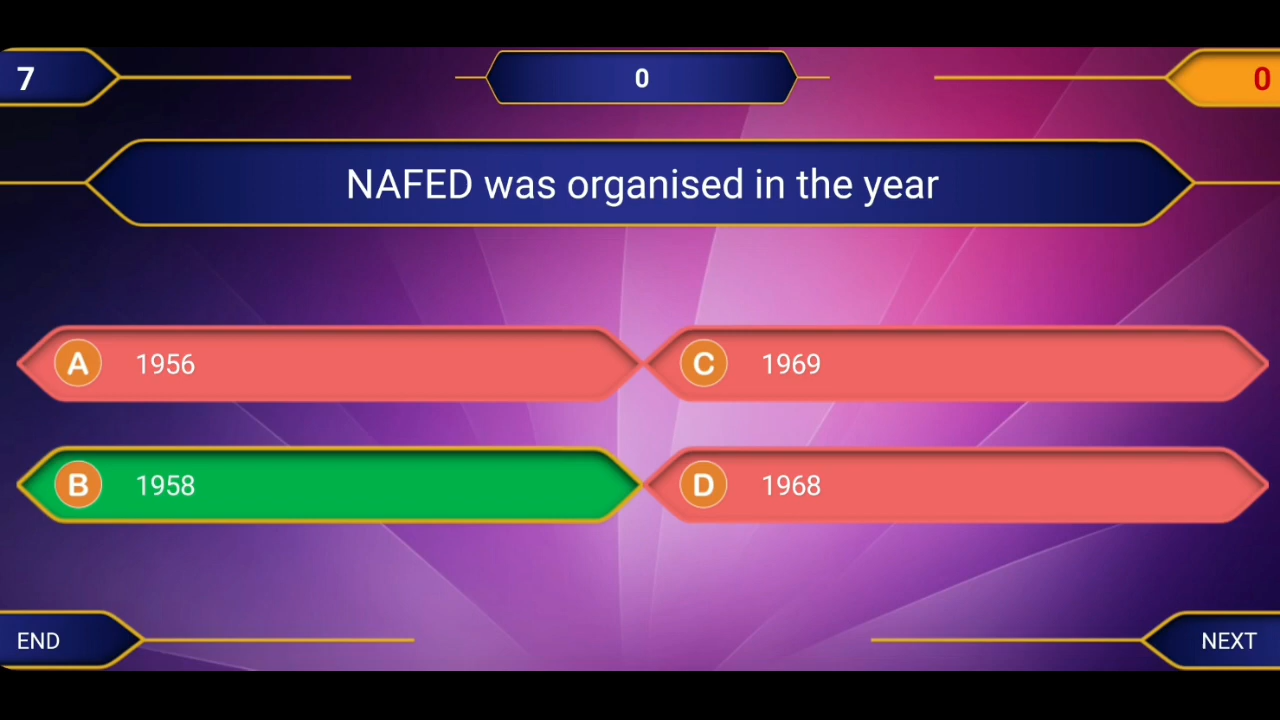 7
0
0
NAFED was organised in the year
A 1956
C 1969
B 1958
D 1968
END
NEXT